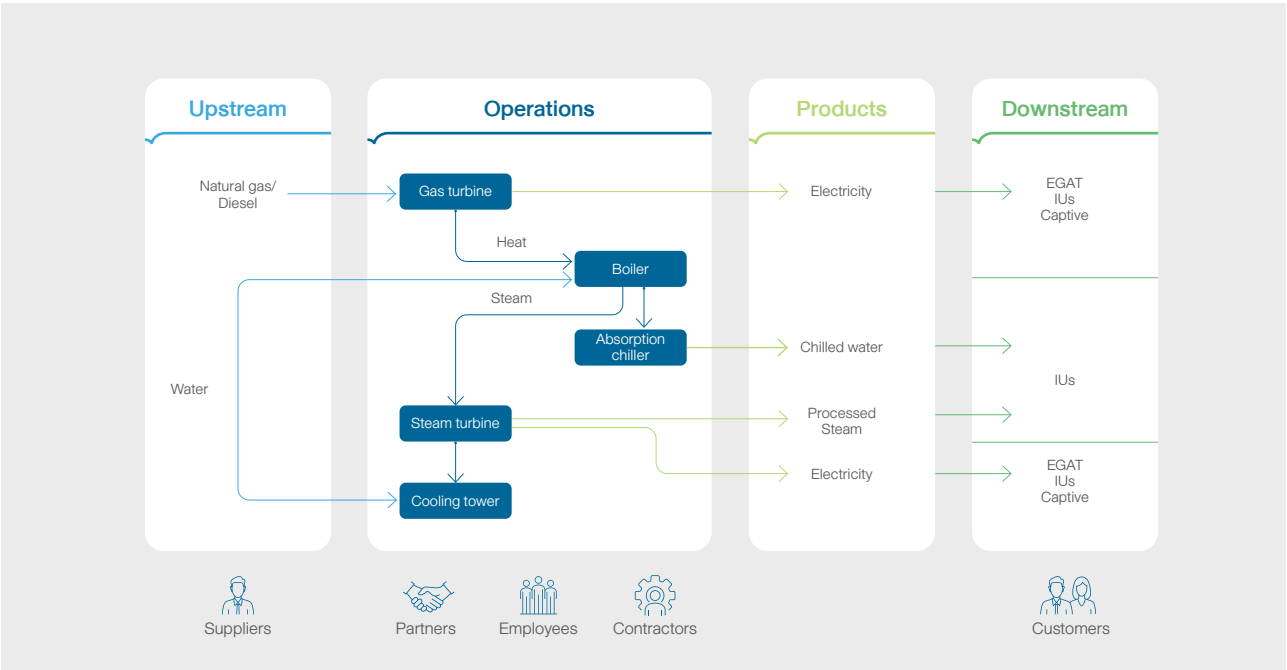 Upstream
Operations
Products
Downstream
Natural gas/
Diesel
Gas turbine
Electricity
EGAT
IUs
Captive
Heat
Boiler
Steam
Absorption
chiller
Chilled water
IUs
Water
Steam turbine
Processed
Steam
Electricity
EGAT
IUs
Captive
Cooling tower
Suppliers
Partners
Employees
Contractors
Customers